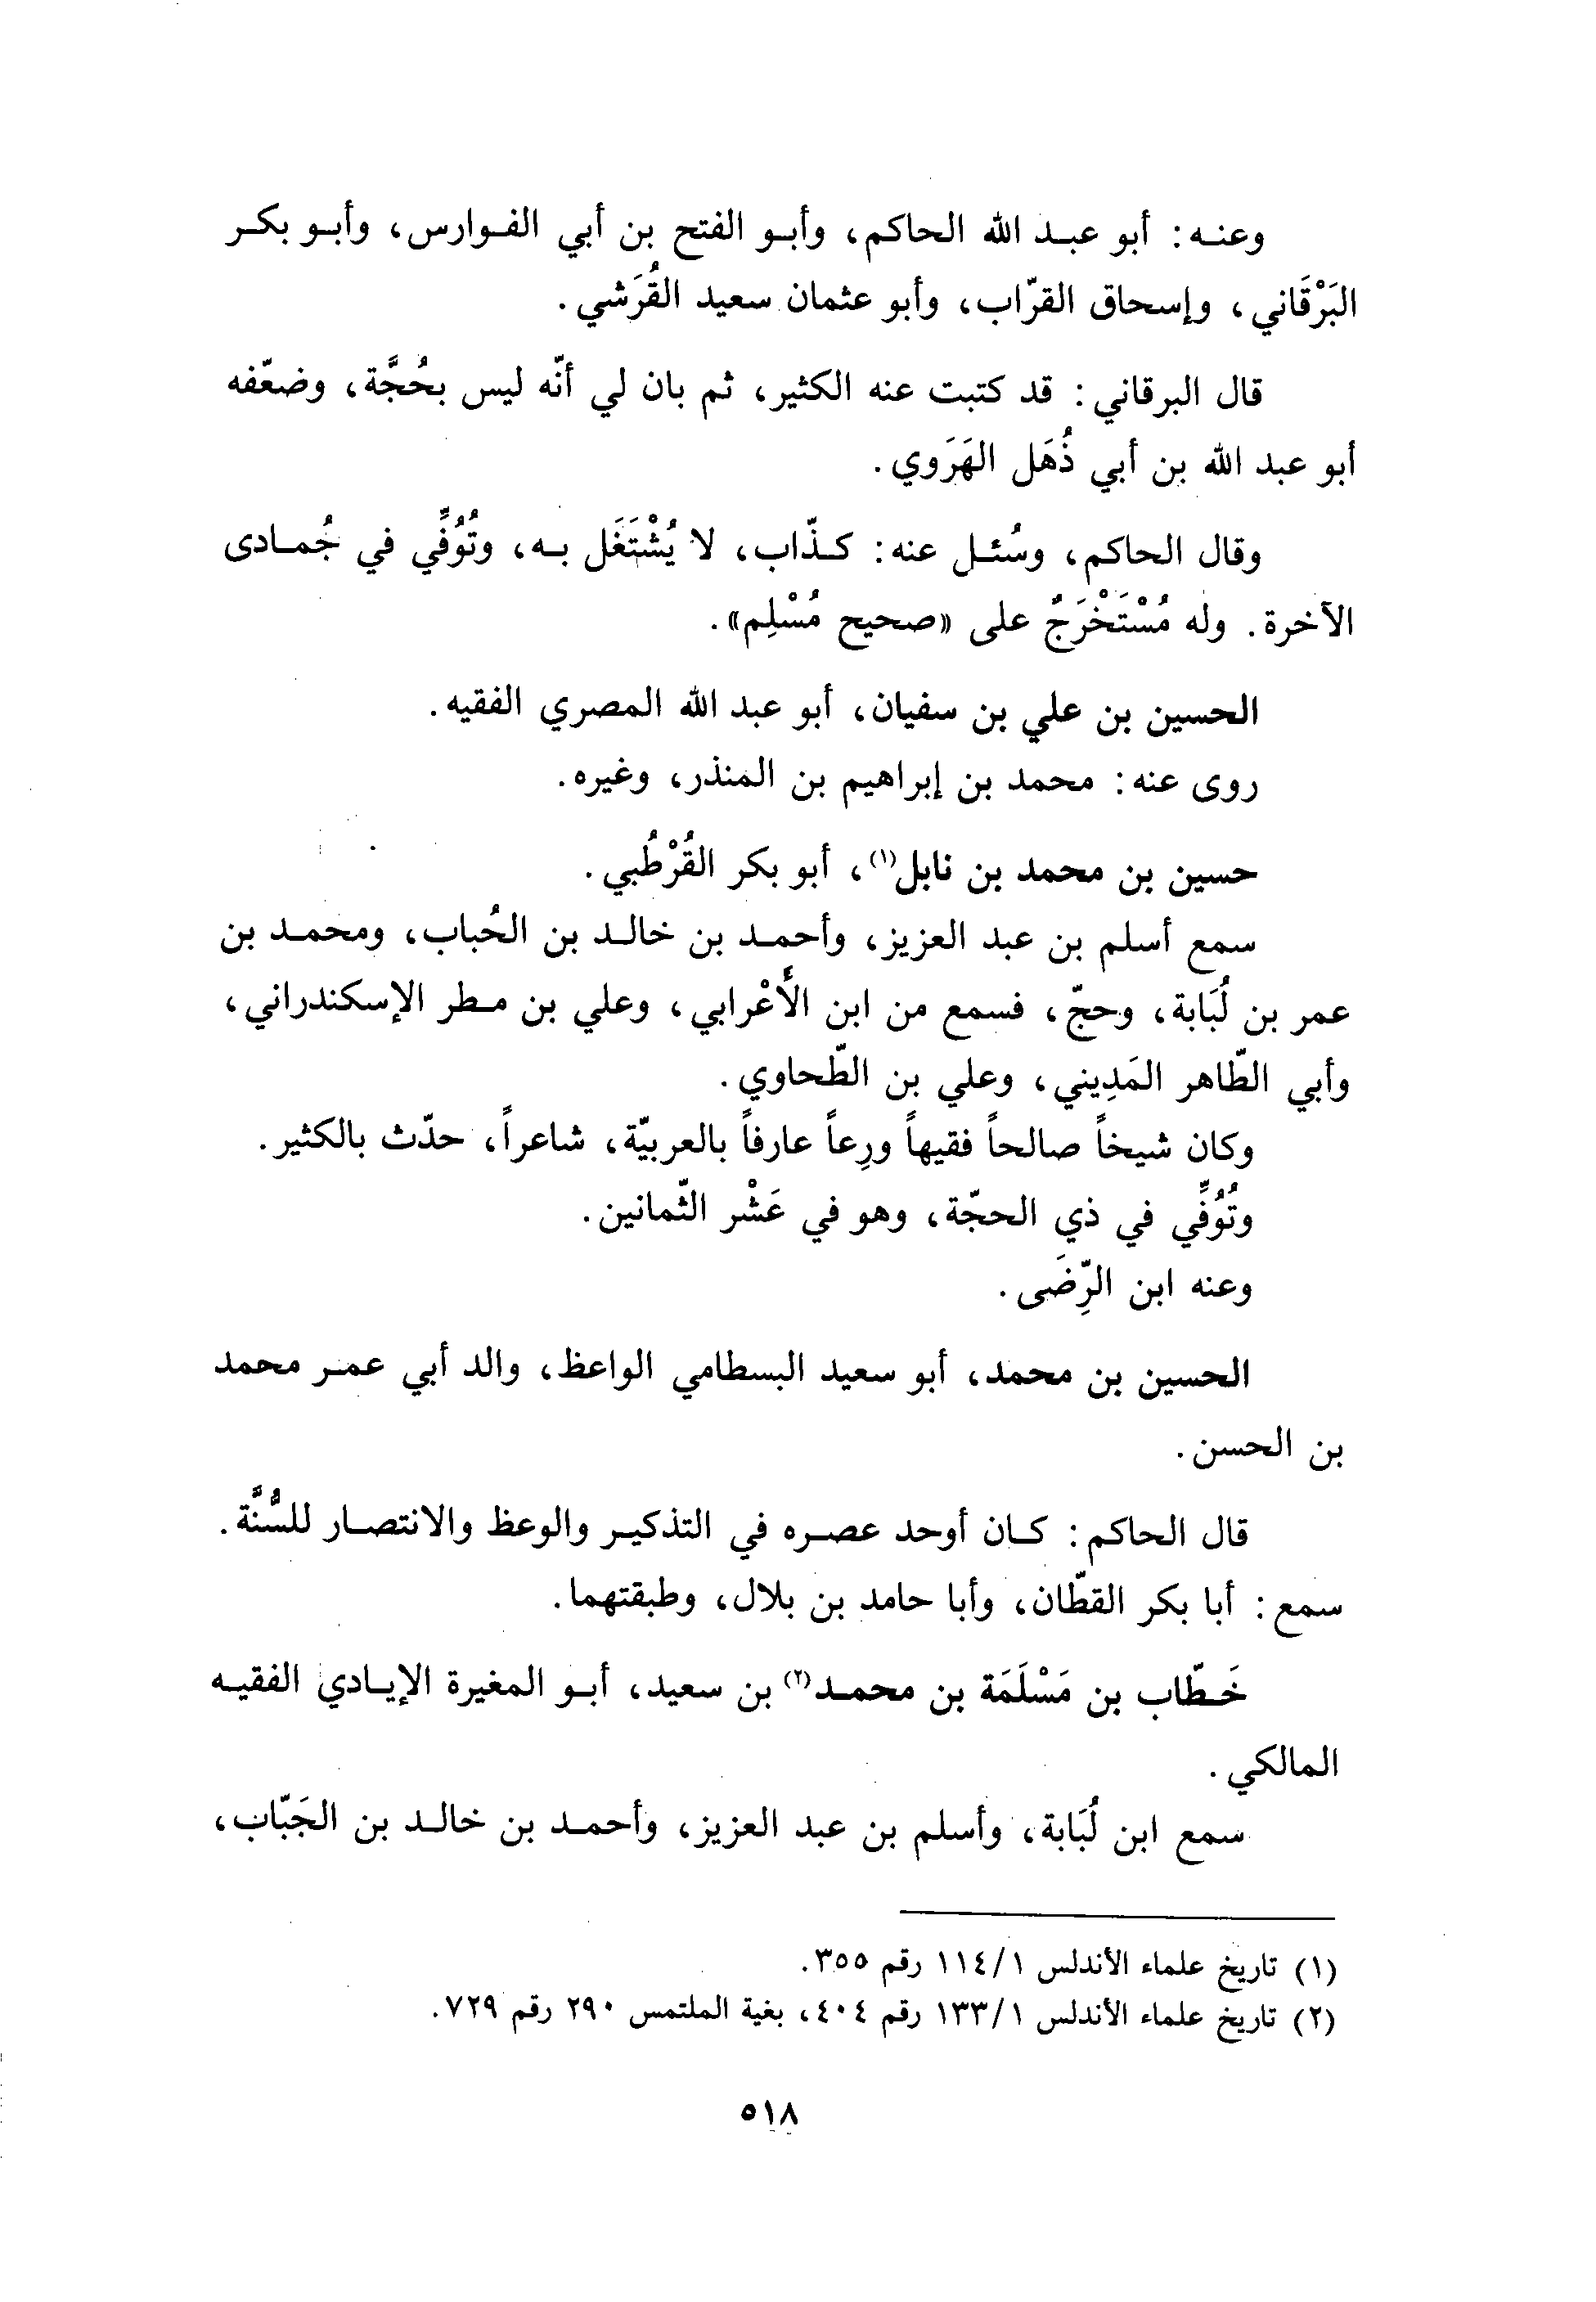 وعنه: أبو عبد الله الحاكم، وأبو الفتح بن أبي الفوارس، وأبو بكر
البَرْقَاني، وإسحاق القرّاب، وأبو عثمان سعيد القُرَشي.
قال البرقاني: قد كتبت عنه الكثير، ثم بان لي أنّه ليس بحُجَّة، وضعّفه
أبو عبد الله بن أبي ذُهَل الهَرَوي.
وقال الحاكم، وسُئل عنه: كذّاب، لا يُشْتَغَل به، وتُوُفِّي في جُمادى
الآخرة. وله مُسْتَخْرَجٌ على «صحيح مُسْلِم».
الحسين بن علي بن سفيان، أبو عبد الله المصري الفقيه.
روى عنه: محمد بن إبراهيم بن المنذر، وغيره.
حسين بن محمد بن نابل(١)، أبو بكر القُرْطُبي.
سمع أسلم بن عبد العزيز، وأحمد بن خالد بن الحُباب، ومحمد بن
عمر بن لُبَابة، وحجّ، فسمع من ابن الأَعْرابي، وعلي بن مطر الإسكندراني،
وأبي الطّاهر المَدِيني، وعلي بن الطّحاوي.
وكان شيخاً صالحاً فقيهاً ورِعاً عارفاً بالعربيّة، شاعراً، حدّث بالكثير.
وتُوُفِّي في ذي الحجّة، وهو في عَشْر الثّمانين.
وعنه ابن الرِّضَى.
الحسين بن محمد، أبو سعيد البسطامي الواعظ، والد أبي عمر محمد
بن الحسن.
قال الحاكم: كان أوحد عصره في التذكير والوعظ والانتصار للسُّنَّة.
سمع: أبا بكر القطّان، وأبا حامد بن بلال، وطبقتهما.
خَطّاب بن مَسْلَمَة بن محمد(٢) بن سعيد، أبو المغيرة الإيادي الفقيه
المالكي.
سمع ابن لُبَابة، وأسلم بن عبد العزيز، وأحمد بن خالد بن الجَبّاب،
(١) تاريخ علماء الأندلس ١/١١٤ رقم ٣٥٥.
(٢) تاريخ علماء الأندلس ١/١٣٣ رقم ٤٠٤، بغية الملتمس ٢٩٠ رقم ٧٢٩.
٥١٨